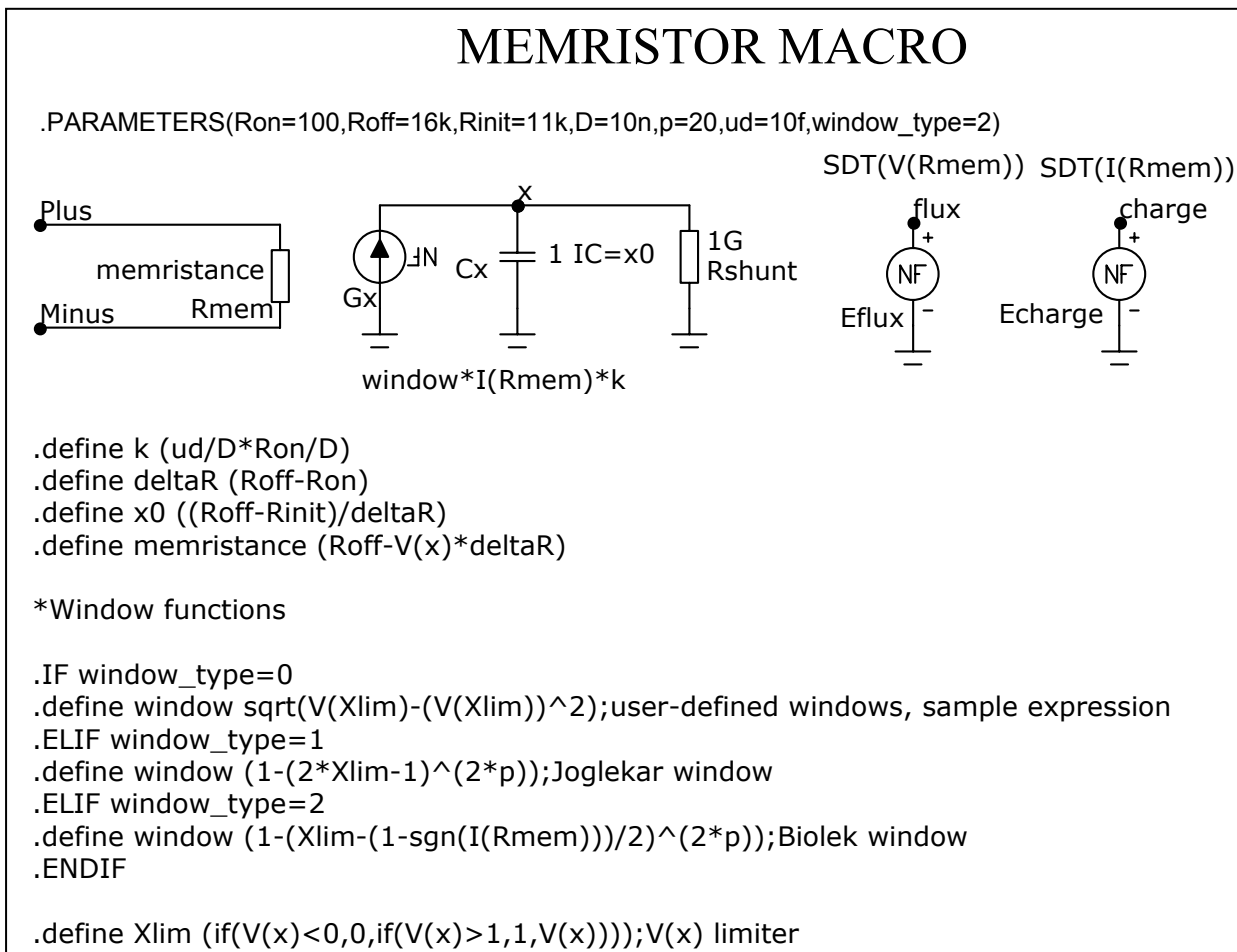 MEMRISTOR MACRO
.PARAMETERS(Ron=100,Roff=16k,Rinit=11k,D=10n,p=20,ud=10f,window_type=2)
SDT(V(Rmem)) SDT(I(Rmem))
Plus
x
flux
charge
+
+
memristance
NF
Cx
1 IC=x0
1G
Rshunt
NF
NF
Rmem
Gx
Minus
Eflux
−
Echarge
−
window*I(Rmem)*k
.define k (ud/D*Ron/D)
.define deltaR (Roff-Ron)
.define x0 ((Roff-Rinit)/deltaR)
.define memristance (Roff-V(x)*deltaR)
*Window functions
.IF window_type=0
.define window sqrt(V(Xlim)-(V(Xlim))^2);user-defined windows, sample expression
.ELIF window_type=1
.define window (1-(2*Xlim-1)^(2*p));Joglekar window
.ELIF window_type=2
.define window (1-(Xlim-(1-sgn(I(Rmem)))/2)^(2*p));Biolek window
.ENDIF
.define Xlim (if(V(x)<0,0,if(V(x)>1,1,V(x))));V(x) limiter